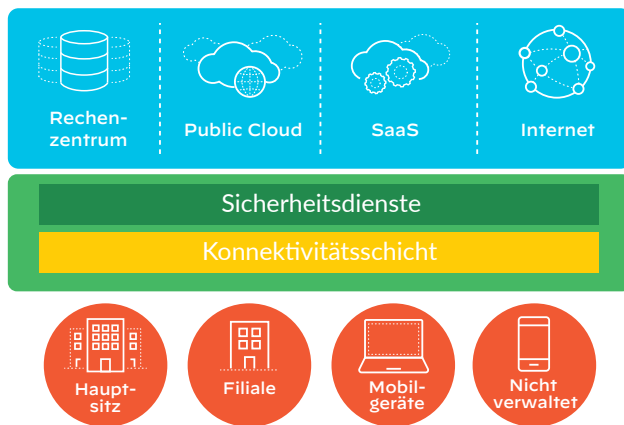 Rechen-
zentrum
Public Cloud
SaaS
Internet
Sicherheitsdienste
Konnektivitätsschicht
Haupt-
sitz
Filiale
Mobil-
geräte
Nicht
verwaltet